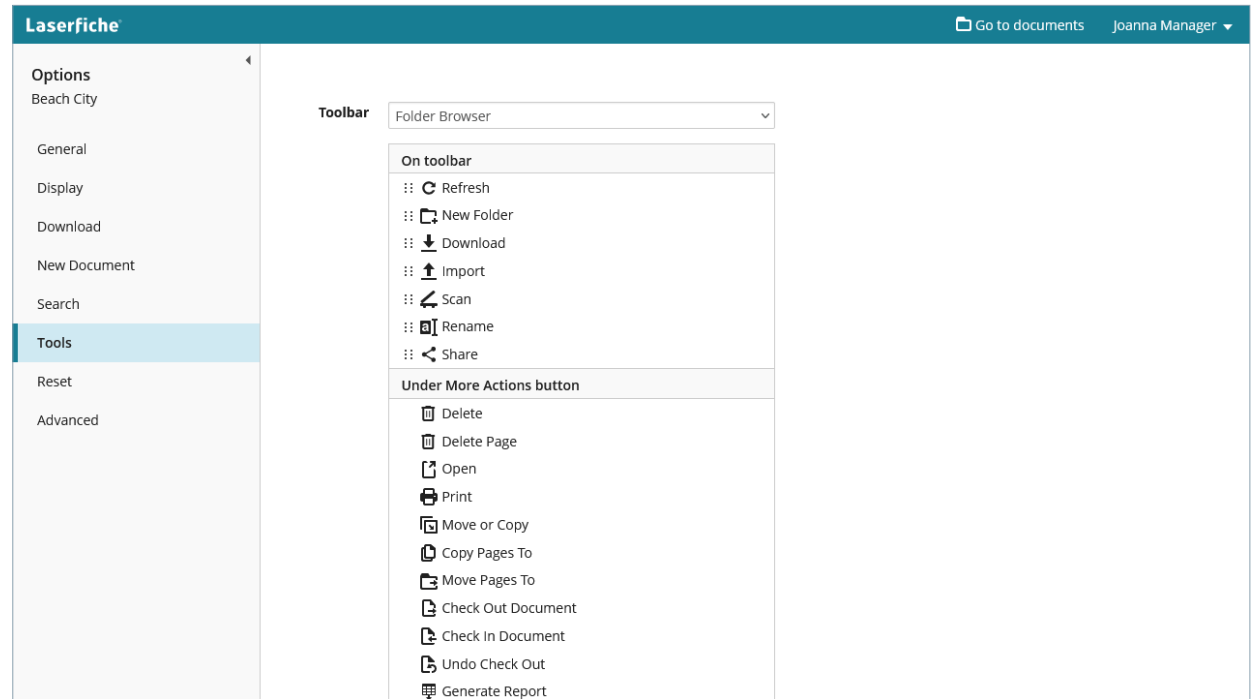 Laserfiche
Go to documents
Joanna Manager
Options
Beach City
General
Display
Download
New Document
Search
Tools
Reset
Advanced
Toolbar
Folder Browser
On toolbar
Refresh
New Folder
Download
Import
Scan
Rename
Share
Under More Actions button
Delete
Delete Page
Open
Print
Move or Copy
Copy Pages To
Move Pages To
Check Out Document
Check In Document
Undo Check Out
Generate Report